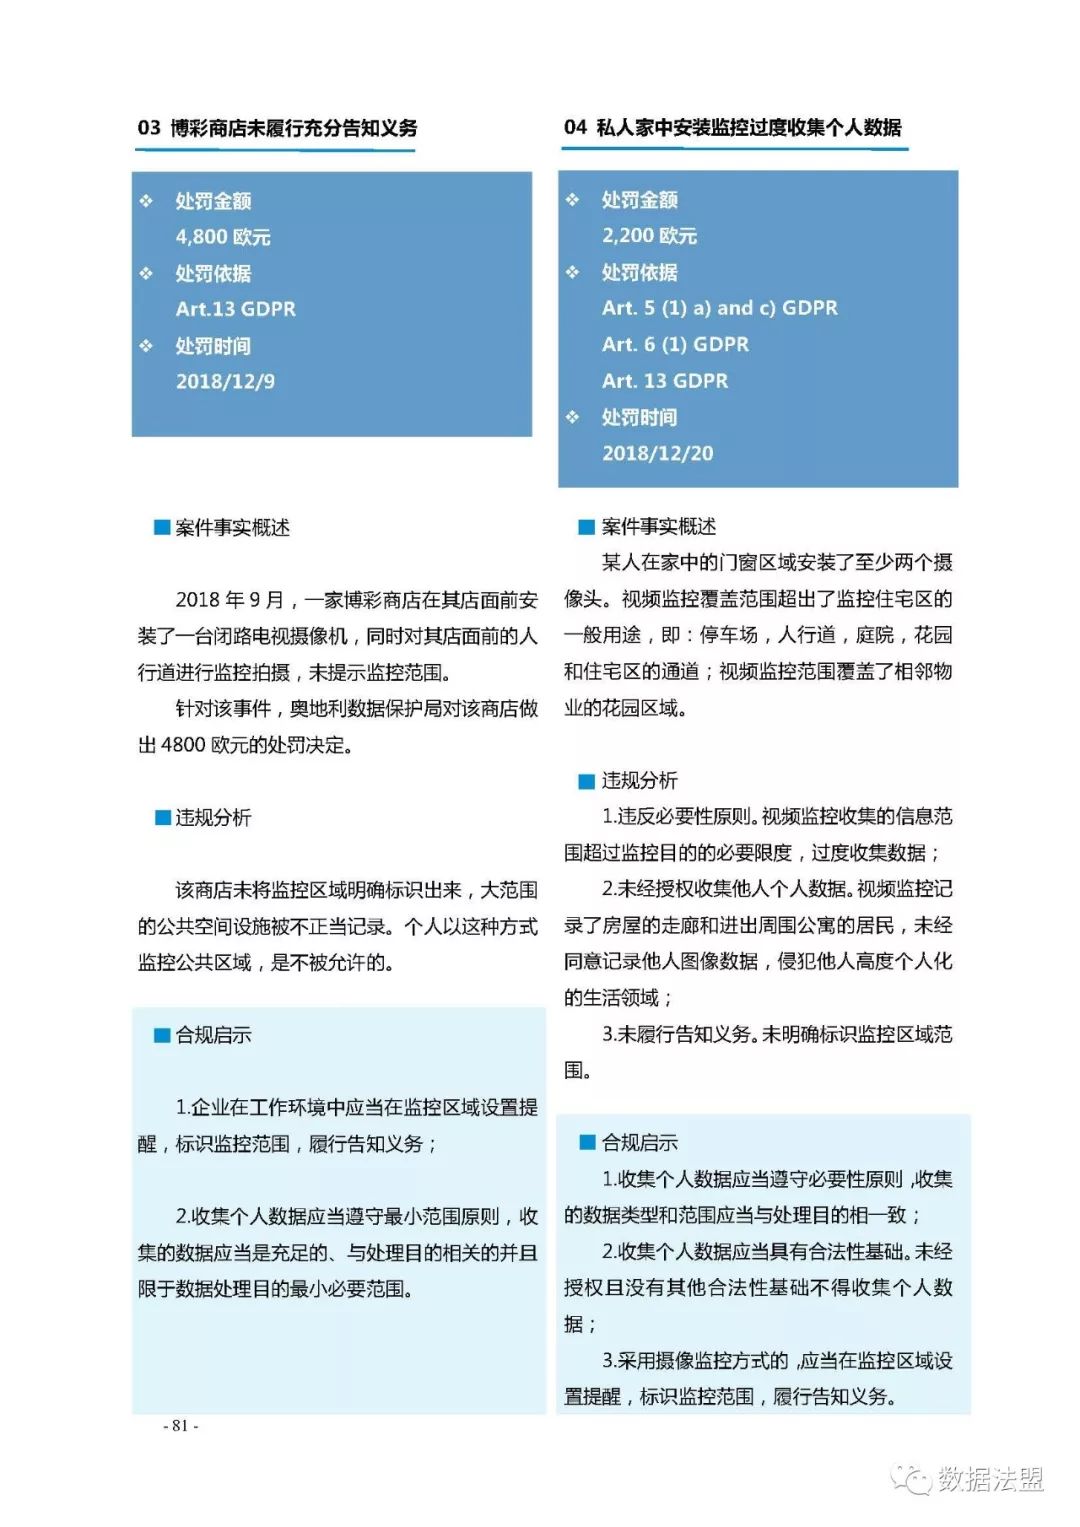 03 博彩商店未履行充分告知义务
❖ 处罚金额
4,800 欧元
❖ 处罚依据
Art.13 GDPR
❖ 处罚时间
2018/12/9
■ 案件事实概述
2018 年 9 月，一家博彩商店在其店面前安
装了一台闭路电视摄像机，同时对其店面前的人
行道进行监控拍摄，未提示监控范围。
针对该事件，奥地利数据保护局对该商店做
出 4800 欧元的处罚决定。
■ 违规分析
该商店未将监控区域明确标识出来，大范围
的公共空间设施被不正当记录。个人以这种方式
监控公共区域，是不被允许的。
■ 合规启示
1.企业在工作环境中应当在监控区域设置提
醒，标识监控范围，履行告知义务；
2.收集个人数据应当遵守最小范围原则，收
集的数据应当是充足的、与处理目的相关的并且
限于数据处理目的最小必要范围。
04 私人家中安装监控过度收集个人数据
❖ 处罚金额
2,200 欧元
❖ 处罚依据
Art. 5 (1) a) and c) GDPR
Art. 6 (1) GDPR
Art. 13 GDPR
❖ 处罚时间
2018/12/20
■ 案件事实概述
某人在家中的门窗区域安装了至少两个摄
像头。视频监控覆盖范围超出了监控住宅区的
一般用途，即：停车场，人行道，庭院，花园
和住宅区的通道；视频监控范围覆盖了相邻物
业的花园区域。
■ 违规分析
1.违反必要性原则。视频监控收集的信息范
围超过监控目的的必要限度，过度收集数据；
2.未经授权收集他人个人数据。视频监控记
录了房屋的走廊和进出周围公寓的居民，未经
同意记录他人图像数据，侵犯他人高度个人化
的生活领域；
3.未履行告知义务。未明确标识监控区域范
围。
■ 合规启示
1.收集个人数据应当遵守必要性原则，收集
的数据类型和范围应当与处理目的相一致；
2.收集个人数据应当具有合法性基础。未经
授权且没有其他合法性基础不得收集个人数
据；
3.采用摄像监控方式的，应当在监控区域设
置提醒，标识监控范围，履行告知义务。
- 81 -
数据法盟